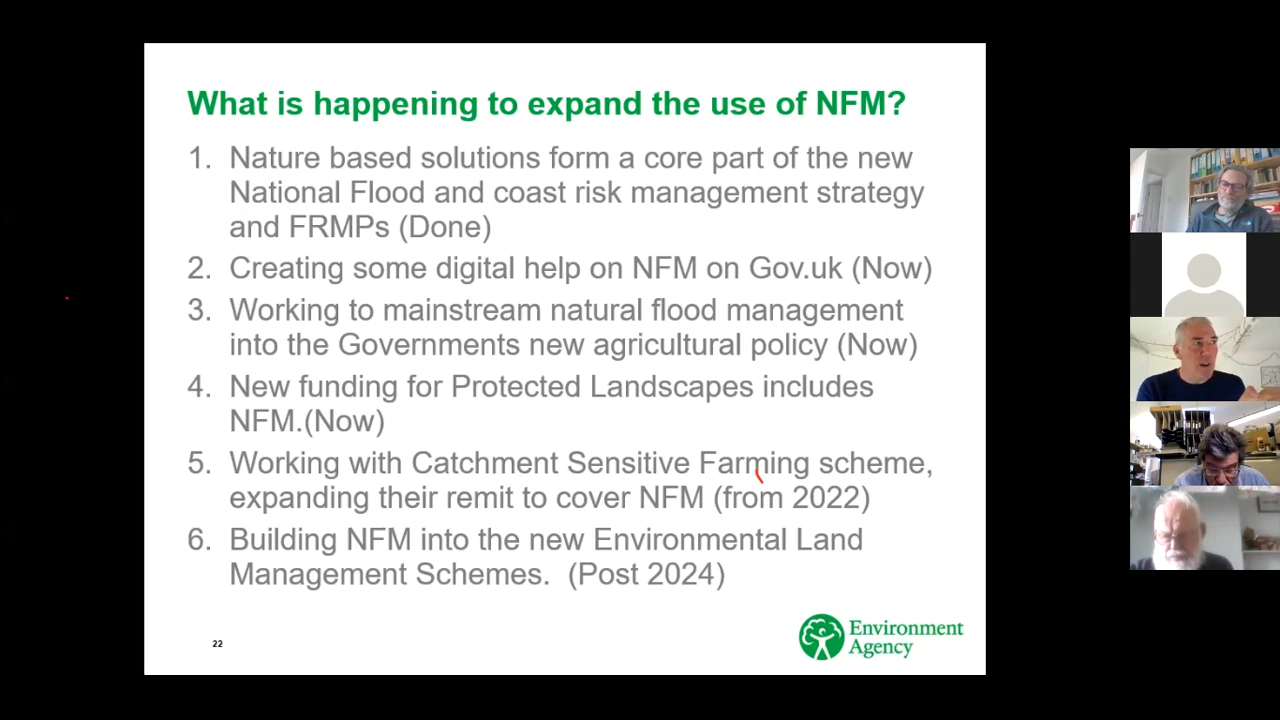 What is happening to expand the use of NFM?
1. Nature based solutions form a core part of the new
National Flood and coast risk management strategy
and FRMPs (Done)
2. Creating some digital help on NFM on Gov.uk (Now)
3. Working to mainstream natural flood management
into the Governments new agricultural policy (Now)
4. New funding for Protected Landscapes includes
NFM.(Now)
5. Working with Catchment Sensitive Farming scheme,
expanding their remit to cover NFM (from 2022)
6. Building NFM into the new Environmental Land
Management Schemes. (Post 2024)
22
Environment
Agency